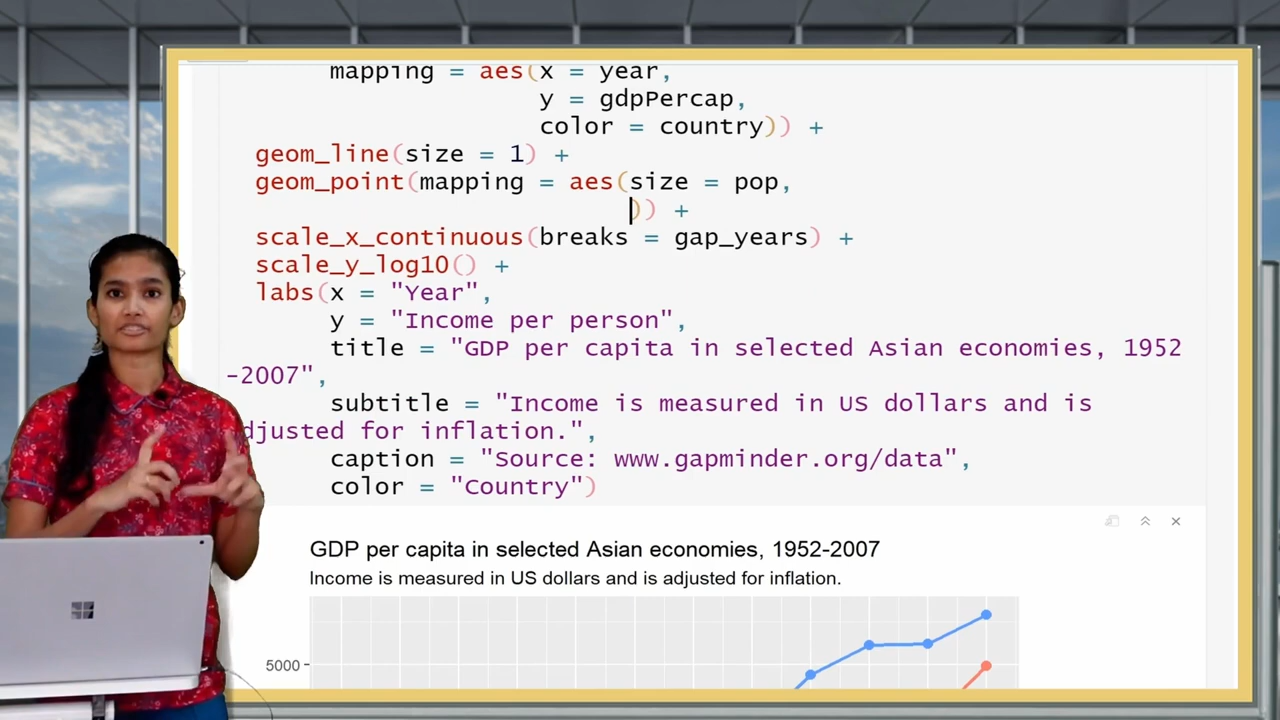 mapping = aes(x = year,
y = gdpPercap,
color = country)) +
geom_line(size = 1) +
geom_point(mapping = aes(size = pop,
)) +
scale_x_continuous(breaks = gap_years) +
scale_y_log10() +
labs(x = "Year",
y = "Income per person",
title = "GDP per capita in selected Asian economies, 1952
-2007",
subtitle = "Income is measured in US dollars and is
djusted for inflation.",
caption = "Source: www.gapminder.org/data",
color = "Country")
GDP per capita in selected Asian economies, 1952-2007
Income is measured in US dollars and is adjusted for inflation.
5000